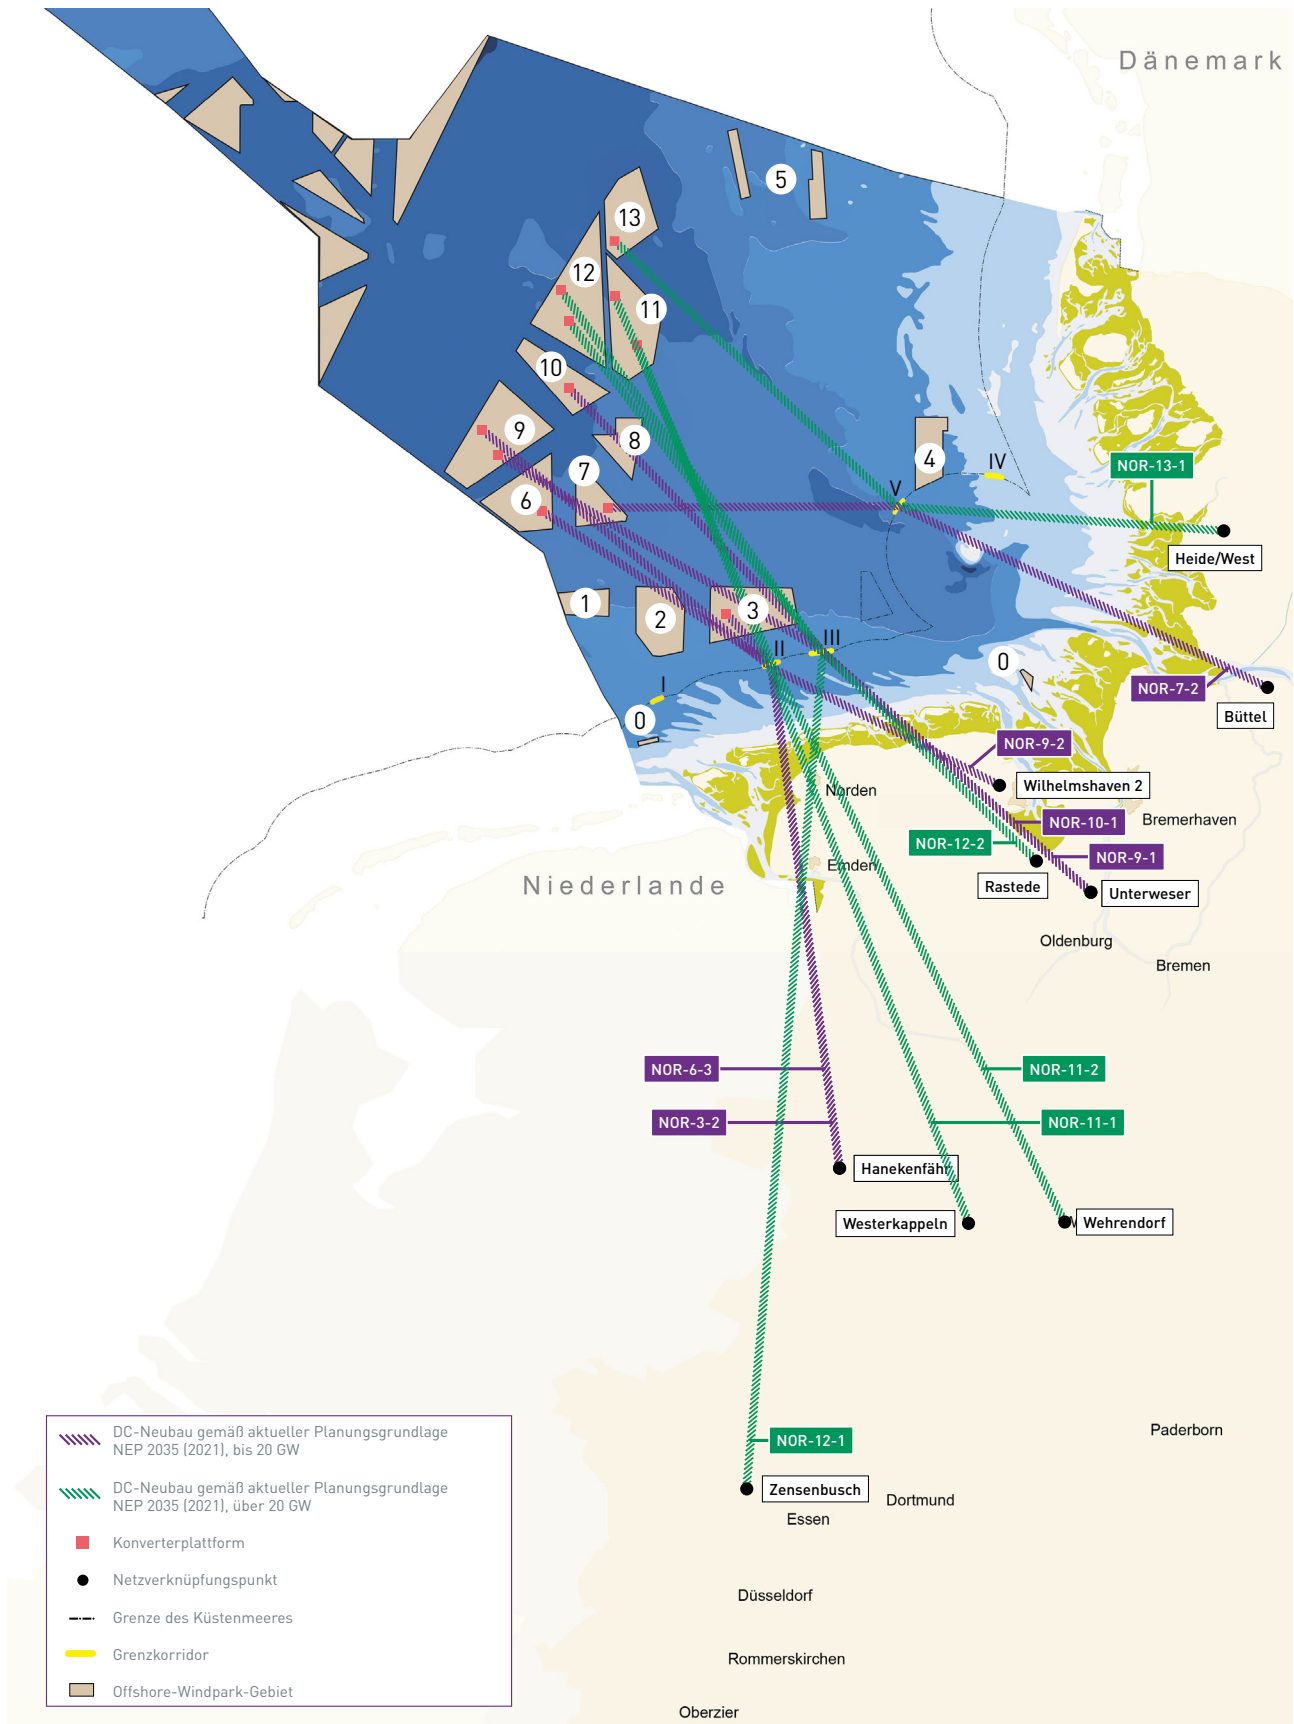 Dänemark
5
13
12
11
10
9
8
7
6
4
IV
V
NOR-13-1
Heide/West
1
2
3
III
II
I
0
0
NOR-7-2
Büttel
NOR-9-2
Wilhelmshaven 2
Norden
NOR-10-1
Bremerhaven
NOR-12-2
NOR-9-1
Emden
Niederlande
Rastede
Unterweser
Oldenburg
Bremen
NOR-6-3
NOR-11-2
NOR-3-2
NOR-11-1
Hanekenfähr
Westerkappeln
Wehrendorf
NOR-12-1
Zensenbusch
Paderborn
Dortmund
Essen
Düsseldorf
Rommerskirchen
Oberzier
DC-Neubau gemäß aktueller Planungsgrundlage
NEP 2035 (2021), bis 20 GW
DC-Neubau gemäß aktueller Planungsgrundlage
NEP 2035 (2021), über 20 GW
Konverterplattform
Netzverknüpfungspunkt
Grenze des Küstenmeeres
Grenzkorridor
Offshore-Windpark-Gebiet